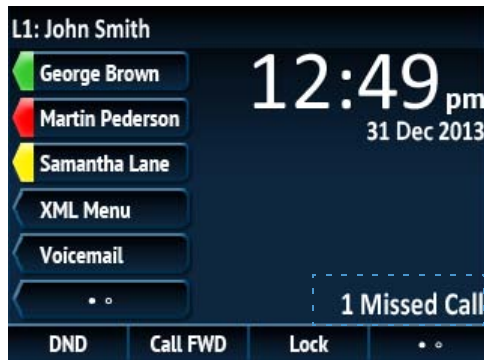 L1: John Smith
George Brown
12:49 pm
Martin Pederson
31 Dec 2013
Samantha Lane
XML Menu
Voicemail
1 Missed Call
DND Call FWD Lock